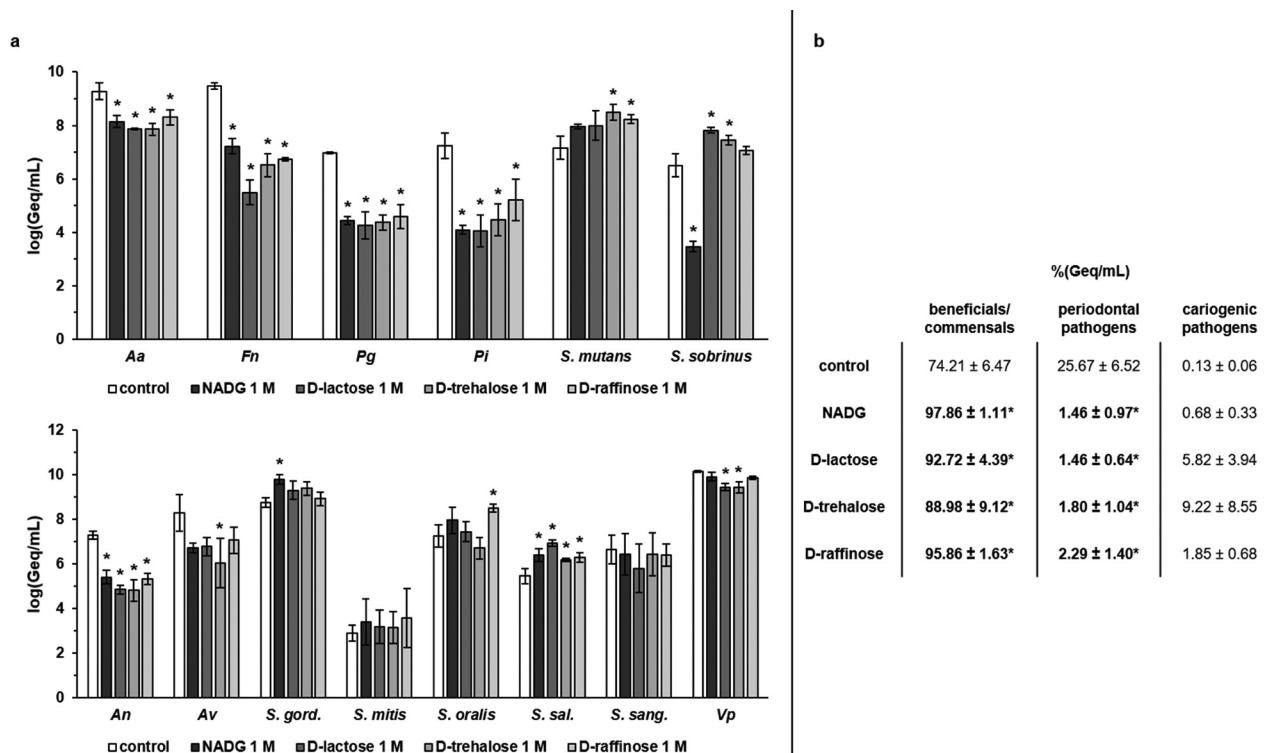 a
10
8
6
4
2
0
log(Geq/mL)
* * * *
* * * *
* * * *
* * * *
* *
* * *
Aa Fn Pg Pi S. mutans S. sobrinus
control NADG 1 M D-lactose 1 M D-trehalose 1 M D-raffinose 1 M
12
10
8
6
4
2
0
log(Geq/mL)
* * * *
*
*
*
* * * *
* *
An Av S. gord. S. mitis S. oralis S. sal. S. sang. Vp
control NADG 1 M D-lactose 1 M D-trehalose 1 M D-raffinose 1 M
b
%(Geq/mL)
beneficials/ periodontal cariogenic
commensals pathogens pathogens
control 74.21 ± 6.47 25.67 ± 6.52 0.13 ± 0.06
NADG 97.86 ± 1.11* 1.46 ± 0.97* 0.68 ± 0.33
D-lactose 92.72 ± 4.39* 1.46 ± 0.64* 5.82 ± 3.94
D-trehalose 88.98 ± 9.12* 1.80 ± 1.04* 9.22 ± 8.55
D-raffinose 95.86 ± 1.63* 2.29 ± 1.40* 1.85 ± 0.68